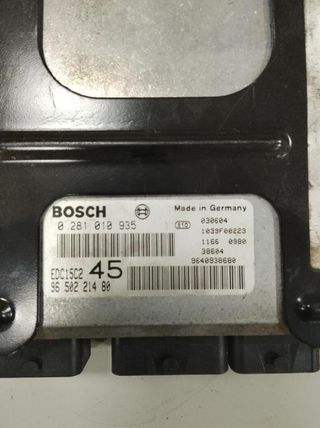 BOSCH
0 281 010 935
EDC15C2 45
96 502 214 80
Made in Germany
E10 030604
1039F00223
1166 0980
38604
9640938680